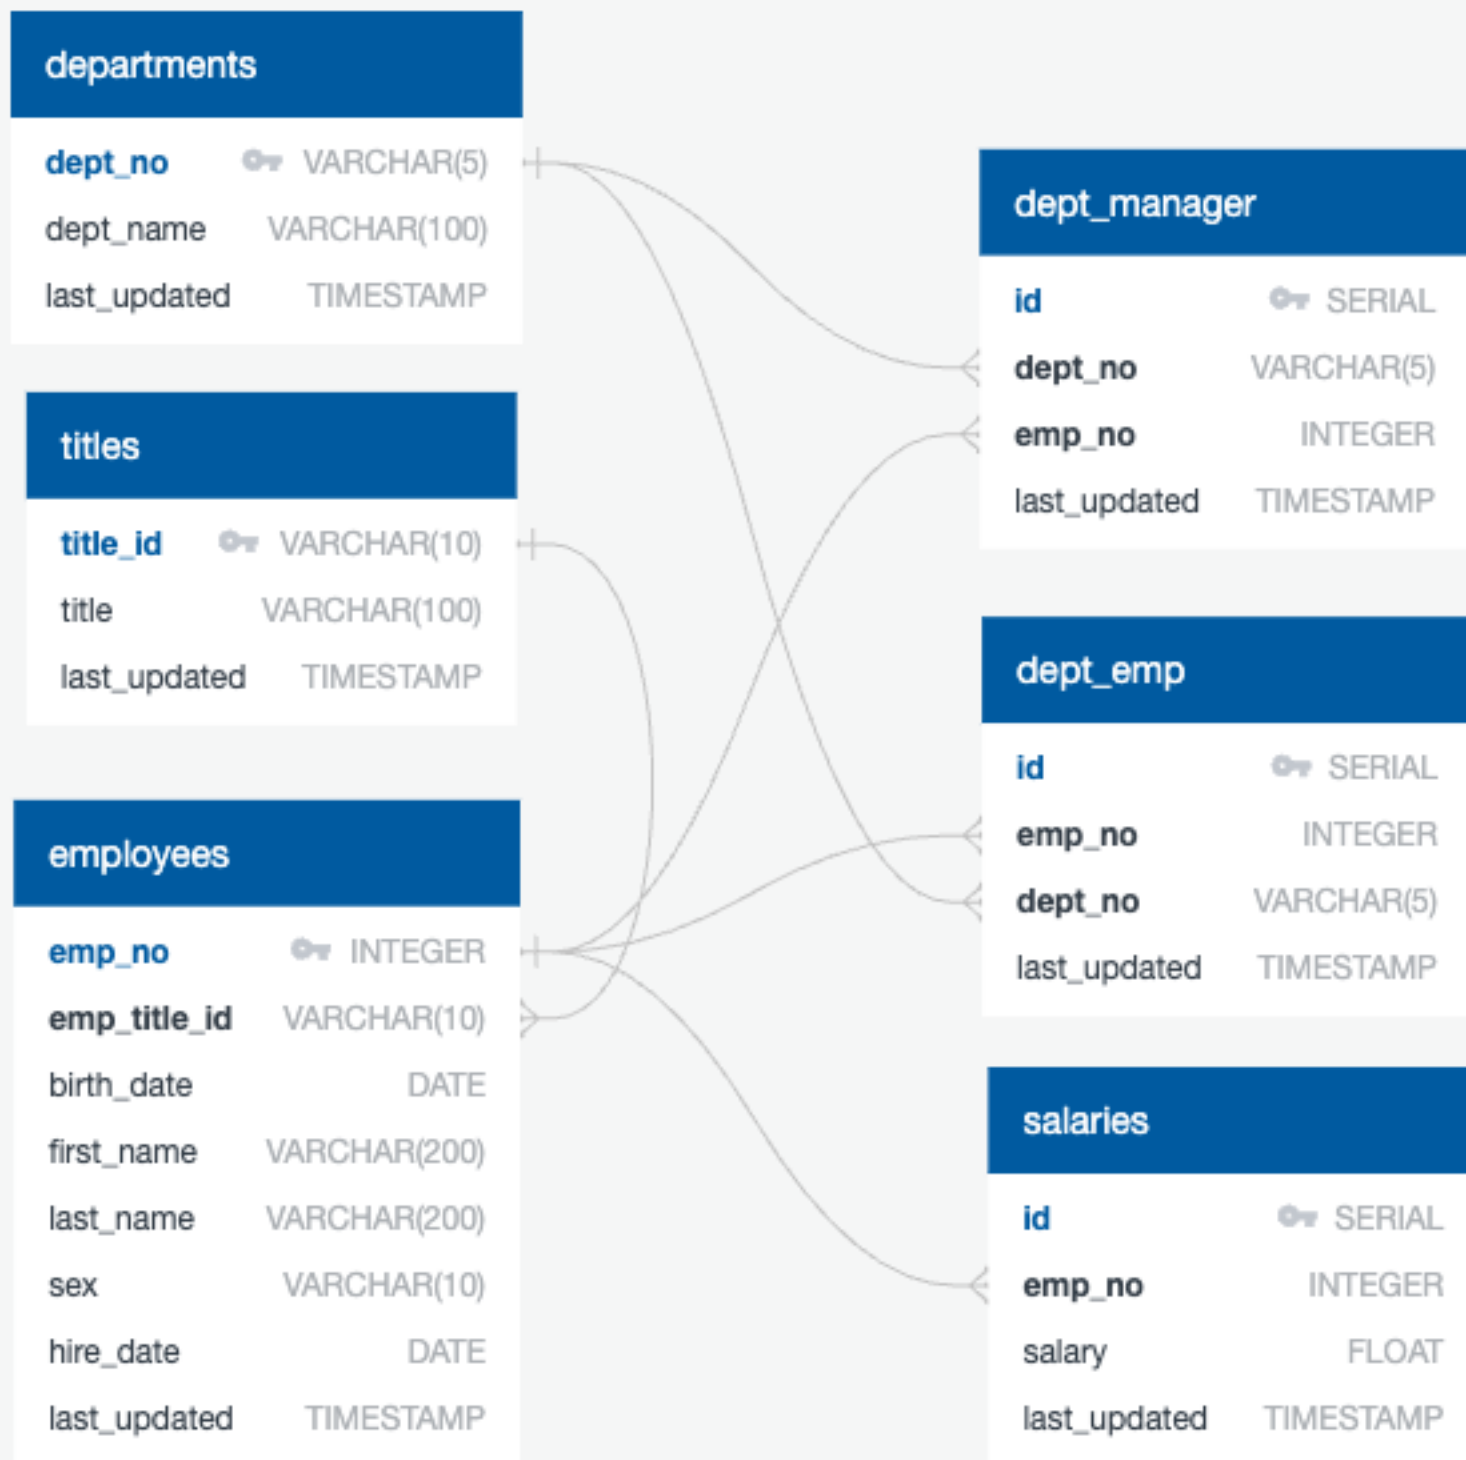 departments
dept_no VARCHAR(5)
dept_name VARCHAR(100)
last_updated TIMESTAMP
titles
title_id VARCHAR(10)
title VARCHAR(100)
last_updated TIMESTAMP
employees
emp_no INTEGER
emp_title_id VARCHAR(10)
birth_date DATE
first_name VARCHAR(200)
last_name VARCHAR(200)
sex VARCHAR(10)
hire_date DATE
last_updated TIMESTAMP
dept_manager
id SERIAL
dept_no VARCHAR(5)
emp_no INTEGER
last_updated TIMESTAMP
dept_emp
id SERIAL
emp_no INTEGER
dept_no VARCHAR(5)
last_updated TIMESTAMP
salaries
id SERIAL
emp_no INTEGER
salary FLOAT
last_updated TIMESTAMP